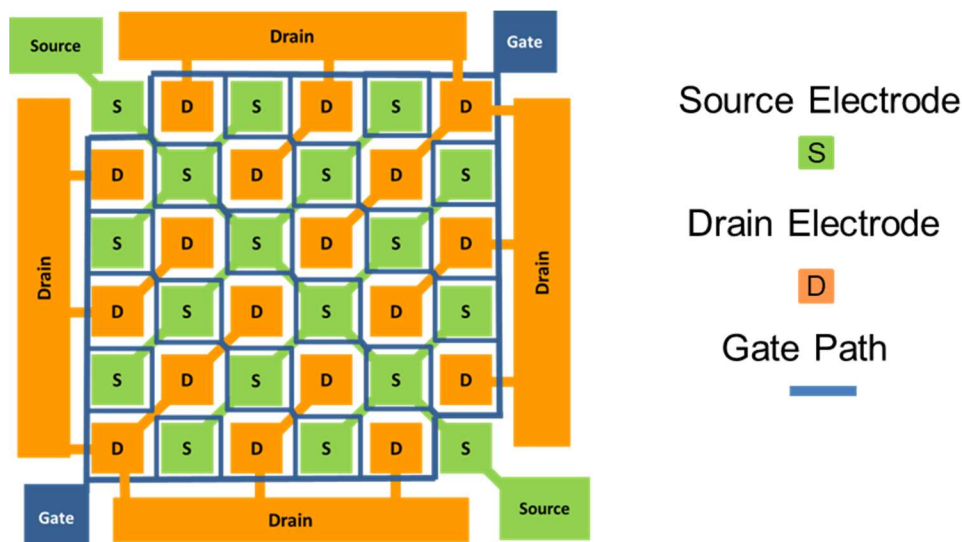 Source
Drain
Gate
S D S D S D
D S D S D S
S D S D S D
D S D S D S
S D S D S D
D S D S D S
Drain
Drain
Gate
Drain
Source
Source Electrode
S
Drain Electrode
D
Gate Path